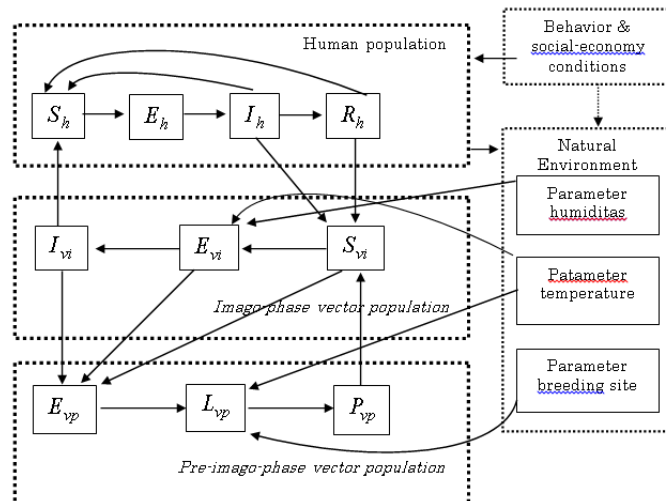 Human population
S_h
E_h
I_h
R_h
Behavior &
social-economy
conditions
Natural
Environment
Parameter
humiditas
Patameter
temperature
Parameter
breeding site
I_vi
E_vi
S_vi
Imago-phase vector population
E_vp
L_vp
P_vp
Pre-imago-phase vector population